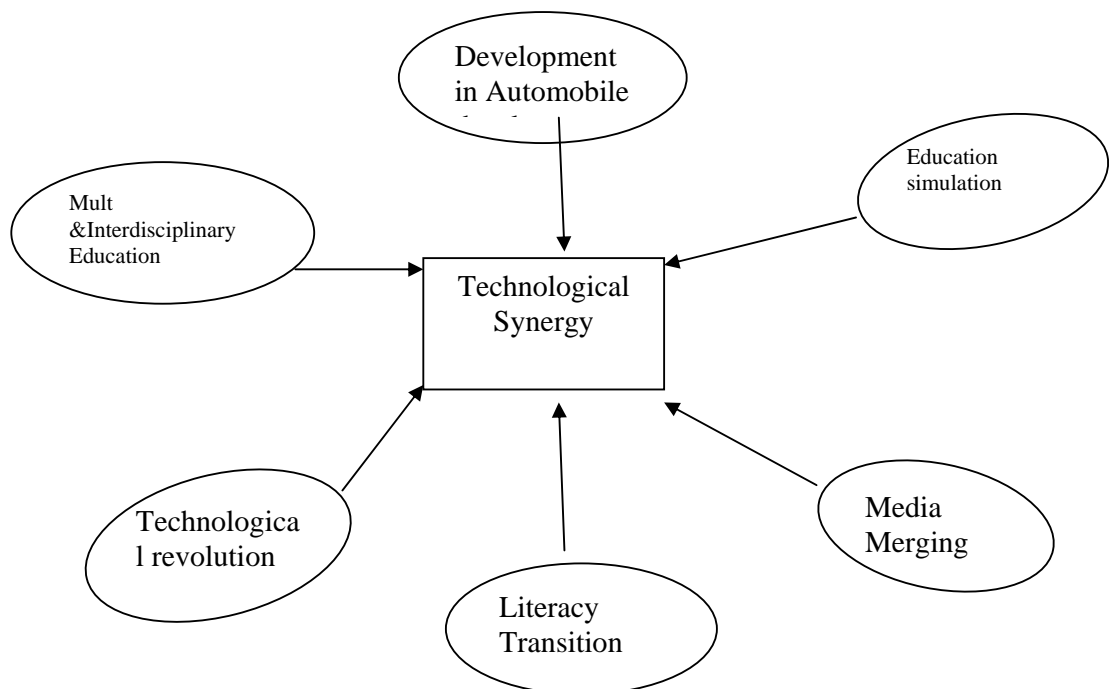 Development
in Automobile
Education
simulation
Mult
&Interdisciplinary
Education
Technological
Synergy
Technologica
l revolution
Media
Merging
Literacy
Transition